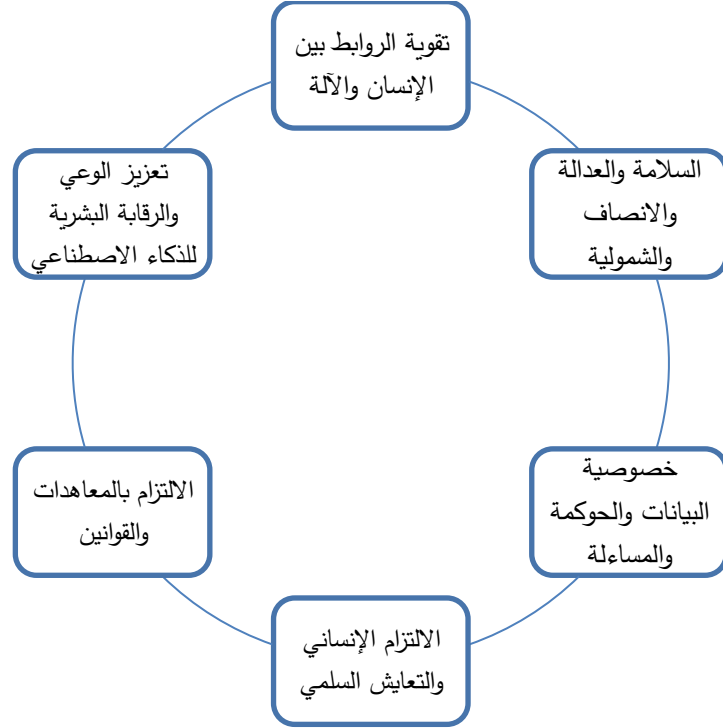 تقوية الروابط بين
الإنسان والآلة
السلامة والعدالة
والانصاف
والشمولية
خصوصية
البيانات والحوكمة
والمساءلة
الالتزام الإنساني
والتعايش السلمي
الالتزام بالمعاهدات
والقوانين
تعزيز الوعي
والرقابة البشرية
للذكاء الاصطناعي